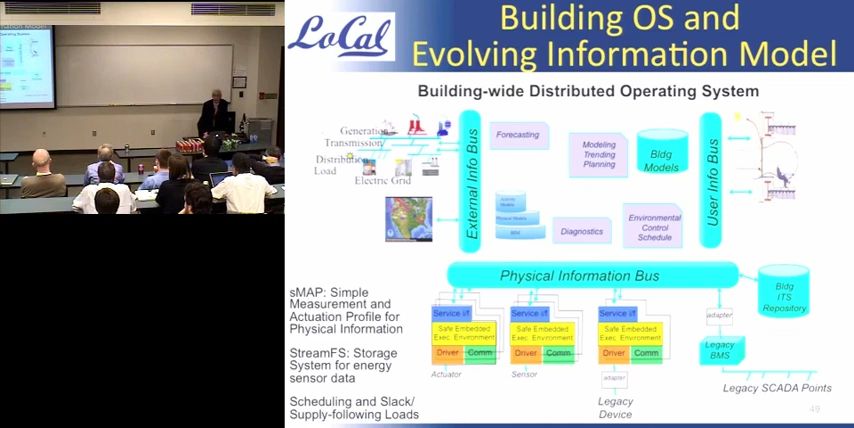 LoCal
Building OS and
Evolving Information Model
Building-wide Distributed Operating System
Generation
Transmission
Distribution
Load
Electric Grid
External Info Bus
Forecasting
Modeling
Trending
Planning
Bldg
Models
User Info Bus
Physical Models
BIM
Diagnostics
Environmental
Control
Schedule
Physical Information Bus
Bldg
ITS
Repository
sMAP: Simple
Measurement and
Actuation Profile for
Physical Information
StreamFS: Storage
System for energy
sensor data
Scheduling and Slack/
Supply-following Loads
Service i/f
Safe Embedded
Exec. Environment
Driver
Comm
Actuator
Service i/f
Safe Embedded
Exec. Environment
Driver
Comm
Sensor
Service i/f
Safe Embedded
Exec. Environment
Driver
Comm
adapter
Legacy
Device
adapter
Legacy
BMS
Legacy SCADA Points
49